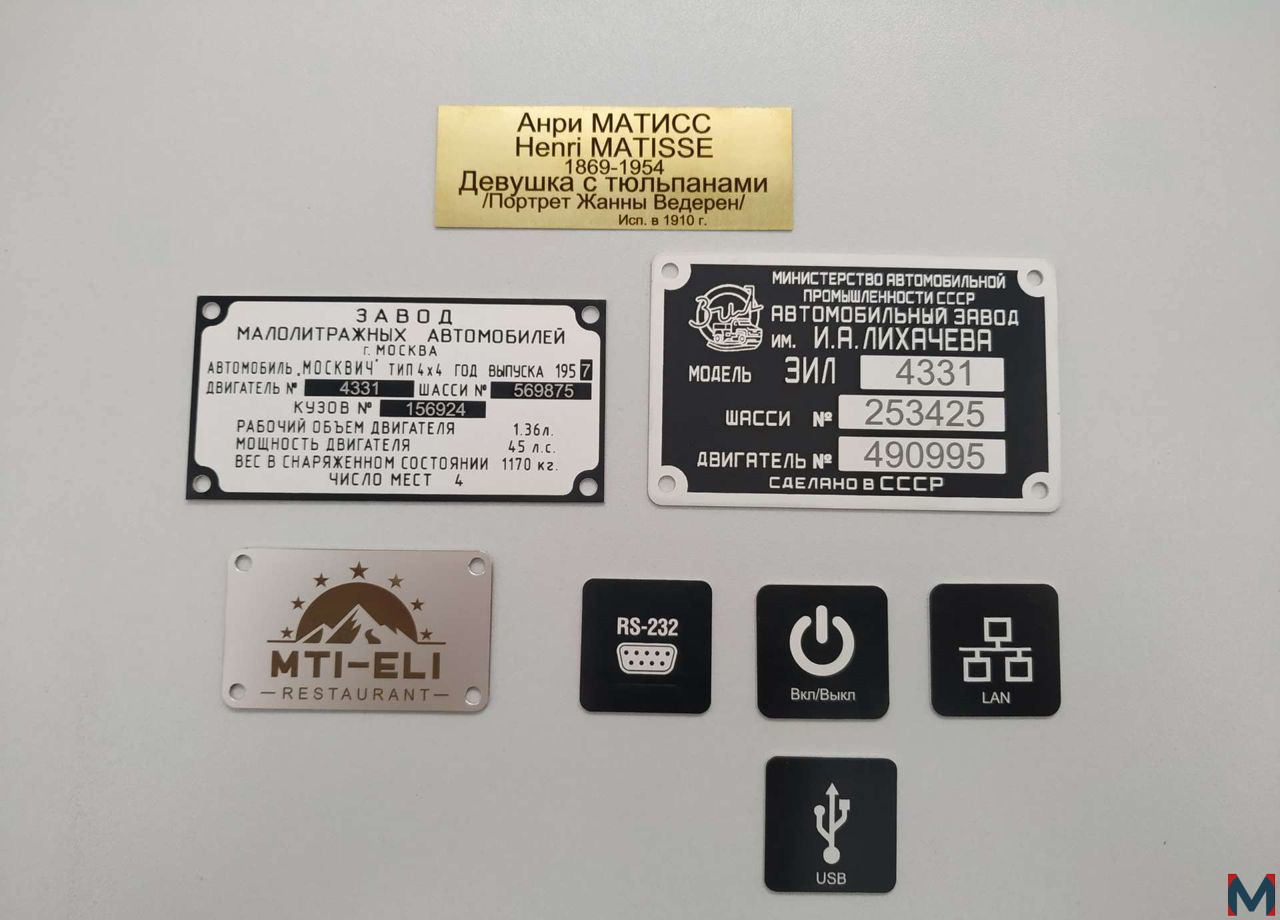 Анри МАТИСС
Henri MATISSE
1869-1954
Девушка с тюльпанами
/Портрет Жанны Ведерен/
Исп. в 1910 г.
ЗАВОД
МАЛОЛИТРАЖНЫХ АВТОМОБИЛЕЙ
г. МОСКВА
АВТОМОБИЛЬ „МОСКВИЧ" ТИП 4х4 ГОД ВЫПУСКА 1957
ДВИГАТЕЛЬ № 4331 ШАССИ № 569875
КУЗОВ № 156924
РАБОЧИЙ ОБЪЕМ ДВИГАТЕЛЯ 1.36л.
МОЩНОСТЬ ДВИГАТЕЛЯ 45 л.с.
ВЕС В СНАРЯЖЕННОМ СОСТОЯНИИ 1170 кг.
ЧИСЛО МЕСТ 4
ЗИЛ
МИНИСТЕРСТВО АВТОМОБИЛЬНОЙ
ПРОМЫШЛЕННОСТИ СССР
АВТОМОБИЛЬНЫЙ ЗАВОД
ИМ. И.А.ЛИХАЧЕВА
МОДЕЛЬ ЗИЛ 4331
ШАССИ № 253425
ДВИГАТЕЛЬ № 490995
СДЕЛАНО В СССР
MTI-ELI
RESTAURANT
RS-232
Вкл/Выкл
LAN
USB
M